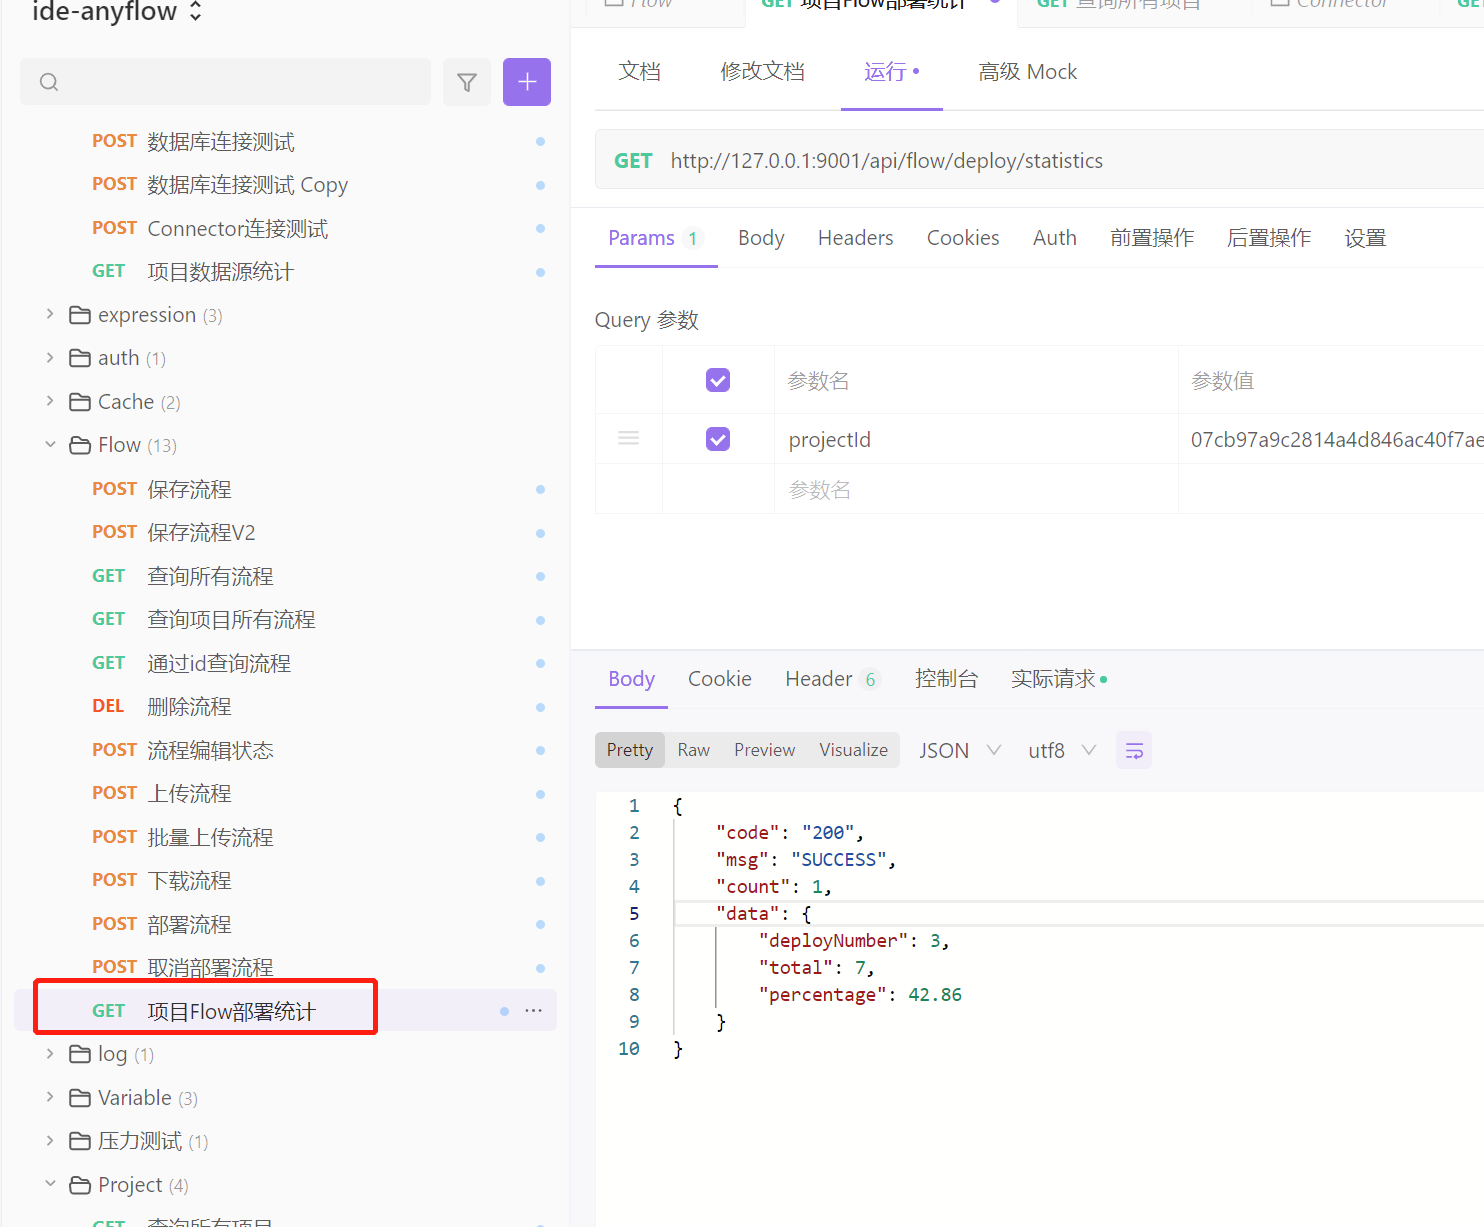 ide-anyflow
POST 数据库连接测试
POST 数据库连接测试 Copy
POST Connector连接测试
GET 项目数据源统计
expression (3)
auth (1)
Cache (2)
Flow (13)
POST 保存流程
POST 保存流程V2
GET 查询所有流程
GET 查询项目所有流程
GET 通过id查询流程
DEL 删除流程
POST 流程编辑状态
POST 上传流程
POST 批量上传流程
POST 下载流程
POST 部署流程
POST 取消部署流程
GET 项目Flow部署统计
log (1)
Variable (3)
压力测试 (1)
Project (4)
GET 查询所有项目
Flow GET 项目Flow部署统计 GET 查询所有项目 Connector GE
文档 修改文档 运行 高级 Mock
GET http://127.0.0.1:9001/api/flow/deploy/statistics
Params 1 Body Headers Cookies Auth 前置操作 后置操作 设置
Query 参数
参数名 参数值
projectId 07cb97a9c2814a4d846ac40f7ae
参数名
Body Cookie Header 6 控制台 实际请求
Pretty Raw Preview Visualize JSON utf8
1 {
2 "code": "200",
3 "msg": "SUCCESS",
4 "count": 1,
5 "data": {
6 "deployNumber": 3,
7 "total": 7,
8 "percentage": 42.86
9 }
10 }